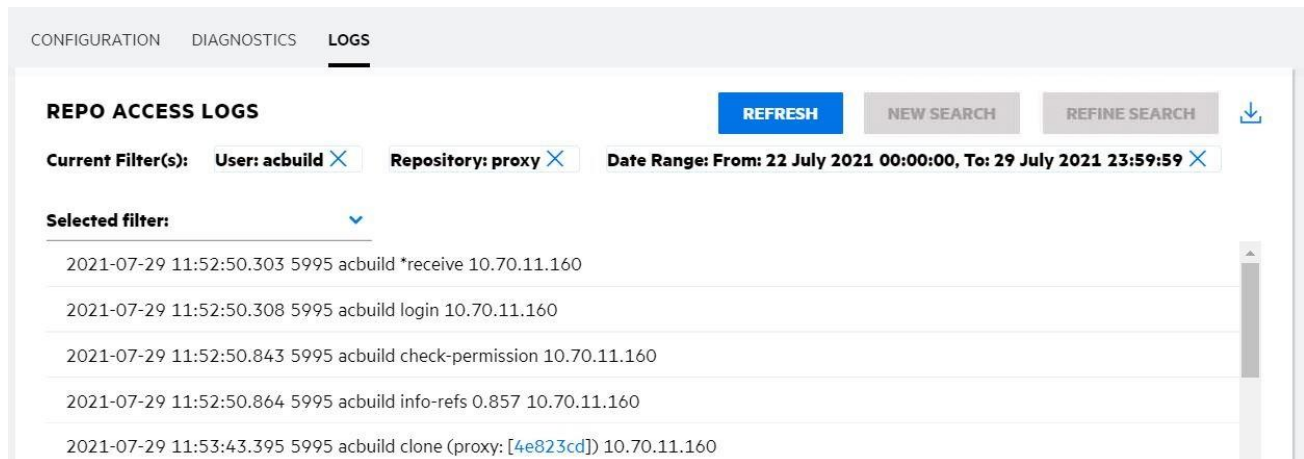 CONFIGURATION DIAGNOSTICS LOGS
REPO ACCESS LOGS REFRESH NEW SEARCH REFINE SEARCH
Current Filter(s): User: acbuild Repository: proxy Date Range: From: 22 July 2021 00:00:00, To: 29 July 2021 23:59:59
Selected filter:
2021-07-29 11:52:50.303 5995 acbuild *receive 10.70.11.160
2021-07-29 11:52:50.308 5995 acbuild login 10.70.11.160
2021-07-29 11:52:50.843 5995 acbuild check-permission 10.70.11.160
2021-07-29 11:52:50.864 5995 acbuild info-refs 0.857 10.70.11.160
2021-07-29 11:53:43.395 5995 acbuild clone (proxy: [4e823cd]) 10.70.11.160